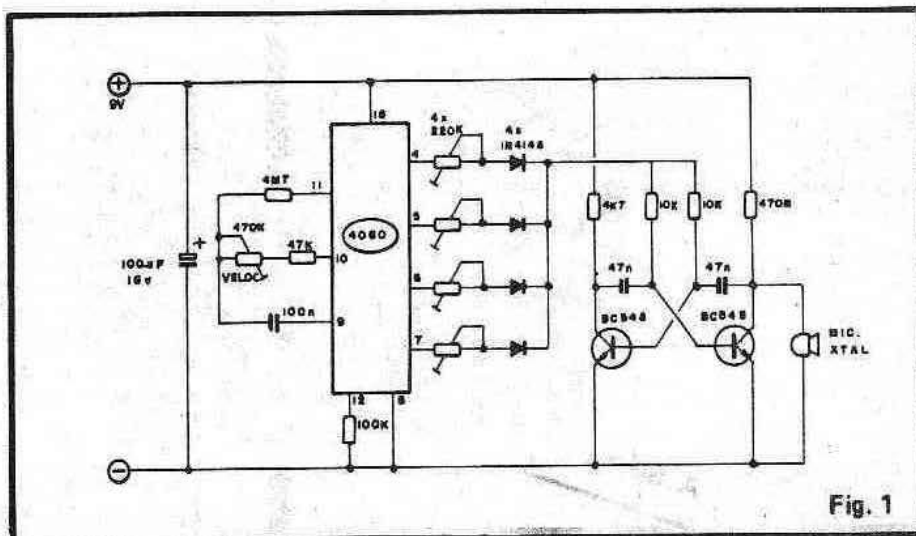 +
9V
100uF
16v
+
4M7
470K
VELOC.
47K
100n
11
10
9
16
4060
12
8
100K
4
5
6
7
4x
220K
4x
1N4148
4K7
10K
10K
470R
47n
47n
BC548
BC548
MIC.
XTAL
−
Fig. 1